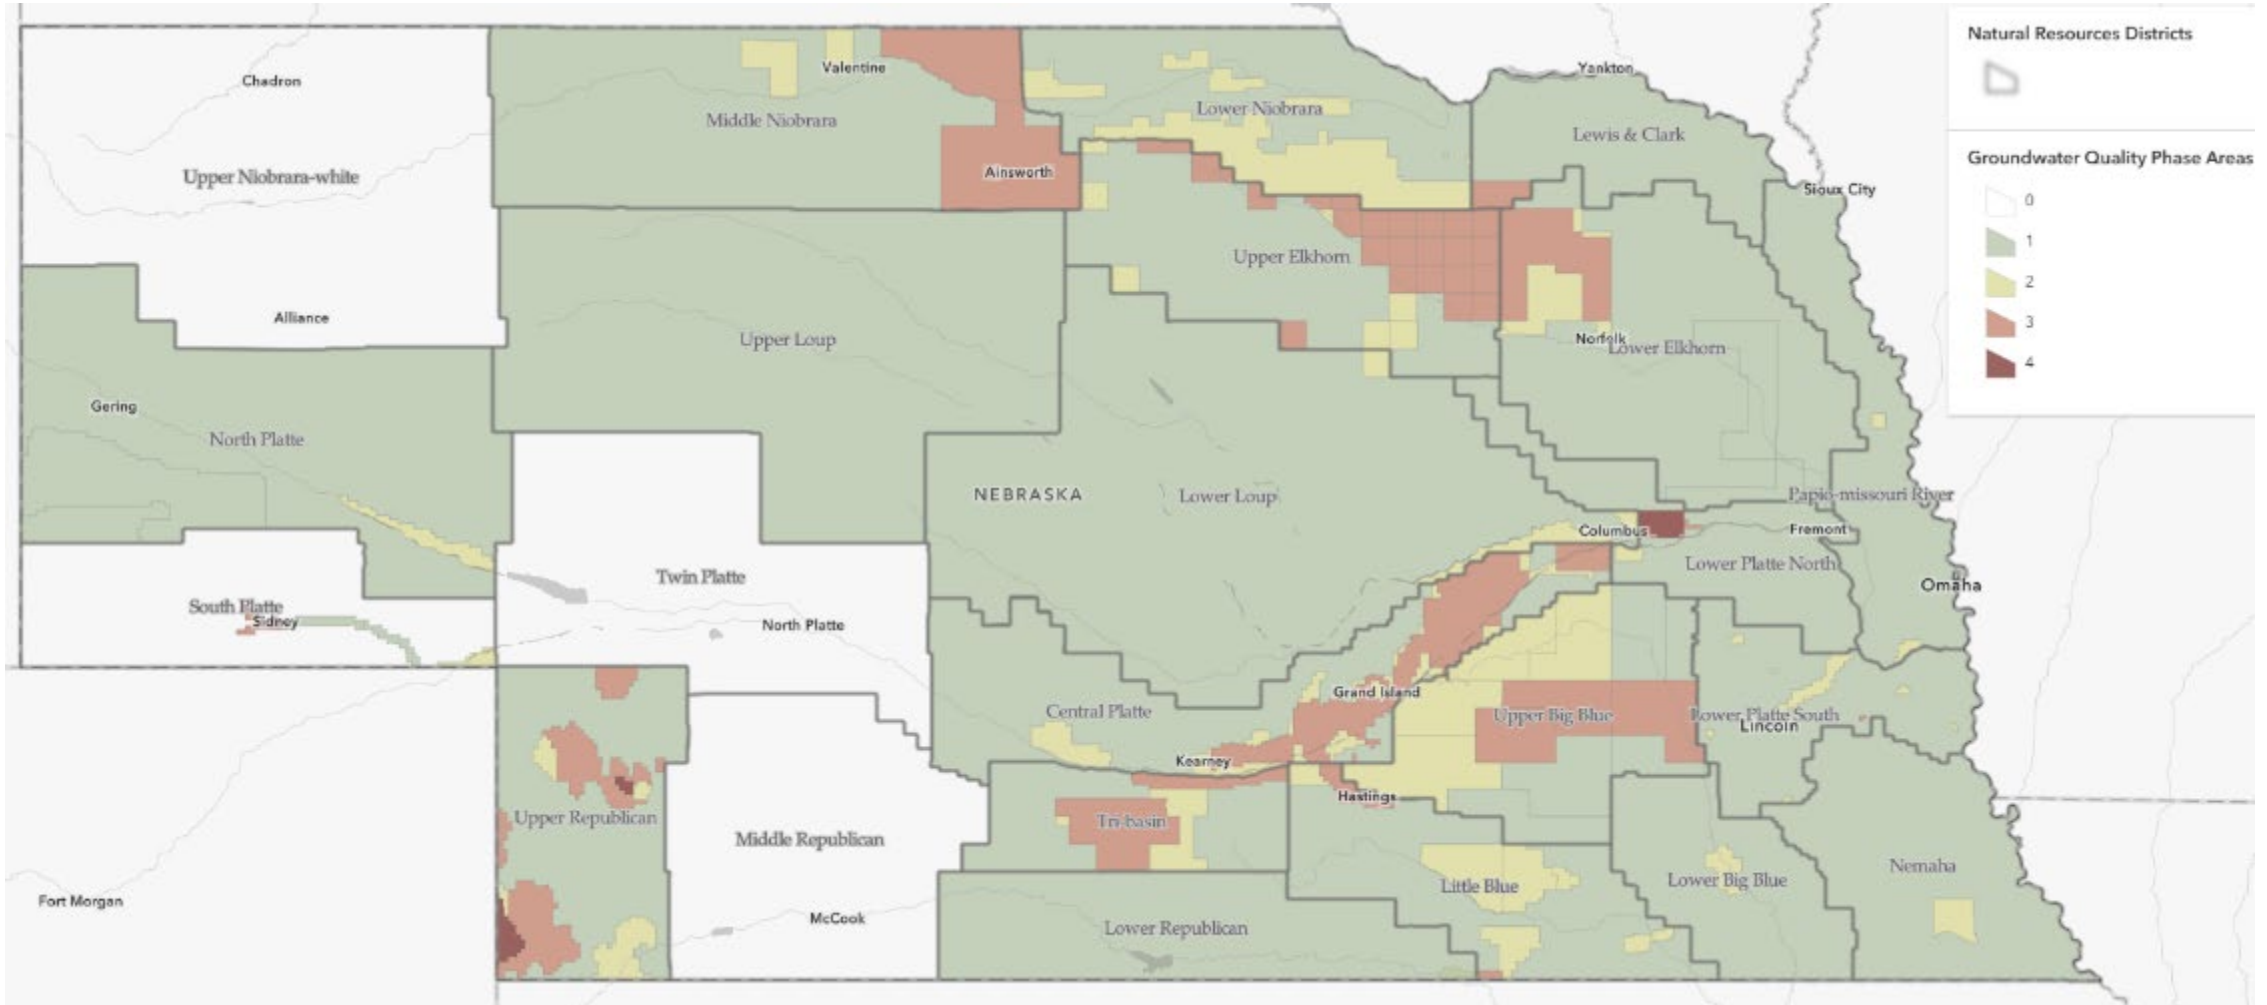 Natural Resources Districts
Groundwater Quality Phase Areas
0
1
2
3
4
Chadron
Valentine
Yankton
Middle Niobrara
Lower Niobrara
Lewis & Clark
Upper Niobrara-white
Ainsworth
Sioux City
Upper Elkhorn
Alliance
Upper Loup
Norfolk
Lower Elkhorn
Gering
North Platte
NEBRASKA
Lower Loup
Papio-missouri River
Columbus
Fremont
Twin Platte
Lower Platte North
Omaha
South Platte
Sidney
North Platte
Grand Island
Central Platte
Upper Big Blue
Lower Platte South
Lincoln
Kearney
Hastings
Upper Republican
Tri-basin
Middle Republican
Nemaha
Little Blue
Lower Big Blue
Fort Morgan
McCook
Lower Republican